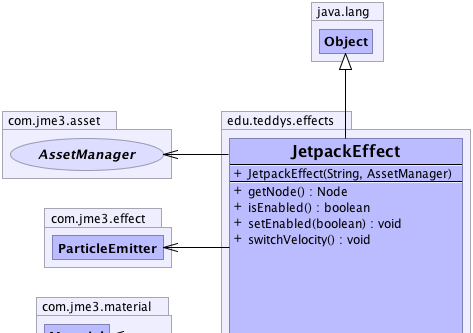 java.lang
Object
com.jme3.asset
AssetManager
edu.teddys.effects
JetpackEffect
+ JetpackEffect(String, AssetManager)
+ getNode() : Node
+ isEnabled() : boolean
+ setEnabled(boolean) : void
+ switchVelocity() : void
com.jme3.effect
ParticleEmitter
com.jme3.material